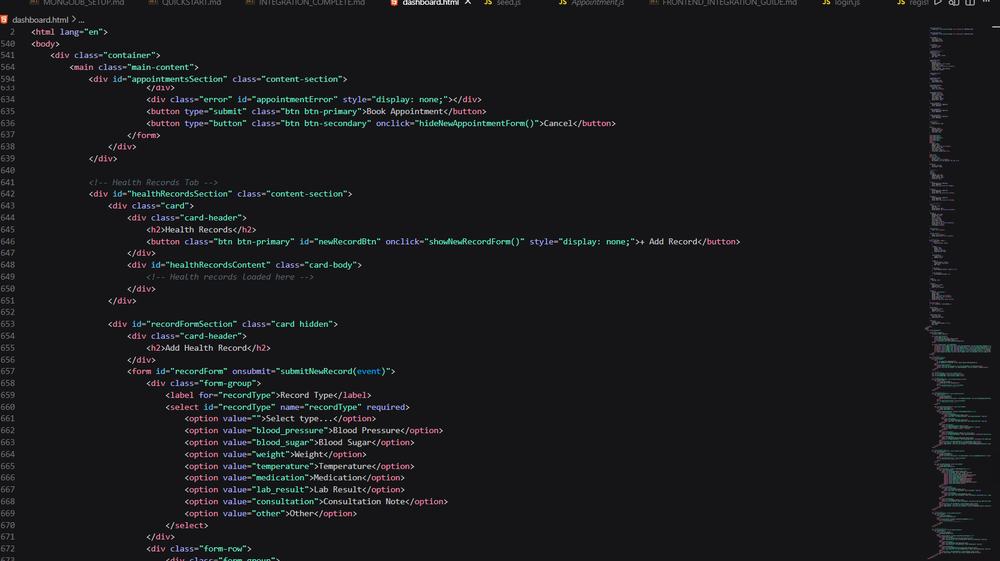 MONGODB_SETUP.md QUICKSTART.md INTEGRATION_COMPLETE.md dashboard.html JS seed.js JS Appointment.js FRONTEND_INTEGRATION_GUIDE.md JS login.js JS regist
dashboard.html > ...
2 <html lang="en">
540 <body>
541 <div class="container">
564 <main class="main-content">
594 <div id="appointmentsSection" class="content-section">
633 </div>
634 <div class="error" id="appointmentError" style="display: none;"></div>
635 <button type="submit" class="btn btn-primary">Book Appointment</button>
636 <button type="button" class="btn btn-secondary" onclick="hideNewAppointmentForm()">Cancel</button>
637 </form>
638 </div>
639 </div>
640
641 <!-- Health Records Tab -->
642 <div id="healthRecordsSection" class="content-section">
643 <div class="card">
644 <div class="card-header">
645 <h2>Health Records</h2>
646 <button class="btn btn-primary" id="newRecordBtn" onclick="showNewRecordForm()" style="display: none;">+ Add Record</button>
647 </div>
648 <div id="healthRecordsContent" class="card-body">
649 <!-- Health records loaded here -->
650 </div>
651 </div>
652
653 <div id="recordFormSection" class="card hidden">
654 <div class="card-header">
655 <h2>Add Health Record</h2>
656 </div>
657 <form id="recordForm" onsubmit="submitNewRecord(event)">
658 <div class="form-group">
659 <label for="recordType">Record Type</label>
660 <select id="recordType" name="recordType" required>
661 <option value="">Select type...</option>
662 <option value="blood_pressure">Blood Pressure</option>
663 <option value="blood_sugar">Blood Sugar</option>
664 <option value="weight">Weight</option>
665 <option value="temperature">Temperature</option>
666 <option value="medication">Medication</option>
667 <option value="lab_result">Lab Result</option>
668 <option value="consultation">Consultation Note</option>
669 <option value="other">Other</option>
670 </select>
671 </div>
672 <div class="form-row">
673 <div class="form-group">